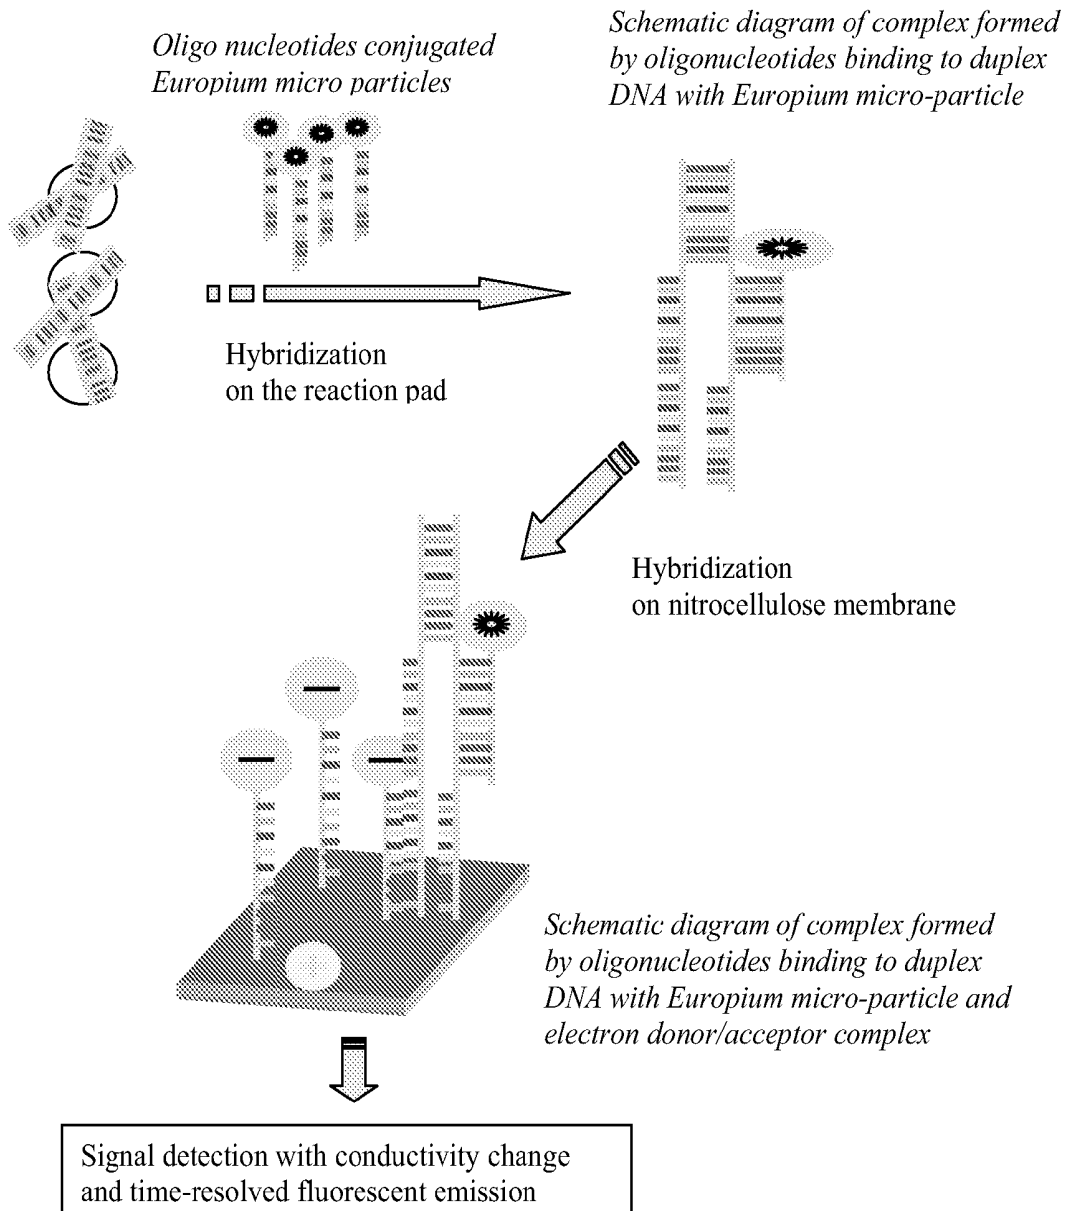 Oligo nucleotides conjugated
Europium micro particles
Schematic diagram of complex formed
by oligonucleotides binding to duplex
DNA with Europium micro-particle
Hybridization
on the reaction pad
Hybridization
on nitrocellulose membrane
Schematic diagram of complex formed
by oligonucleotides binding to duplex
DNA with Europium micro-particle and
electron donor/acceptor complex
Signal detection with conductivity change
and time-resolved fluorescent emission